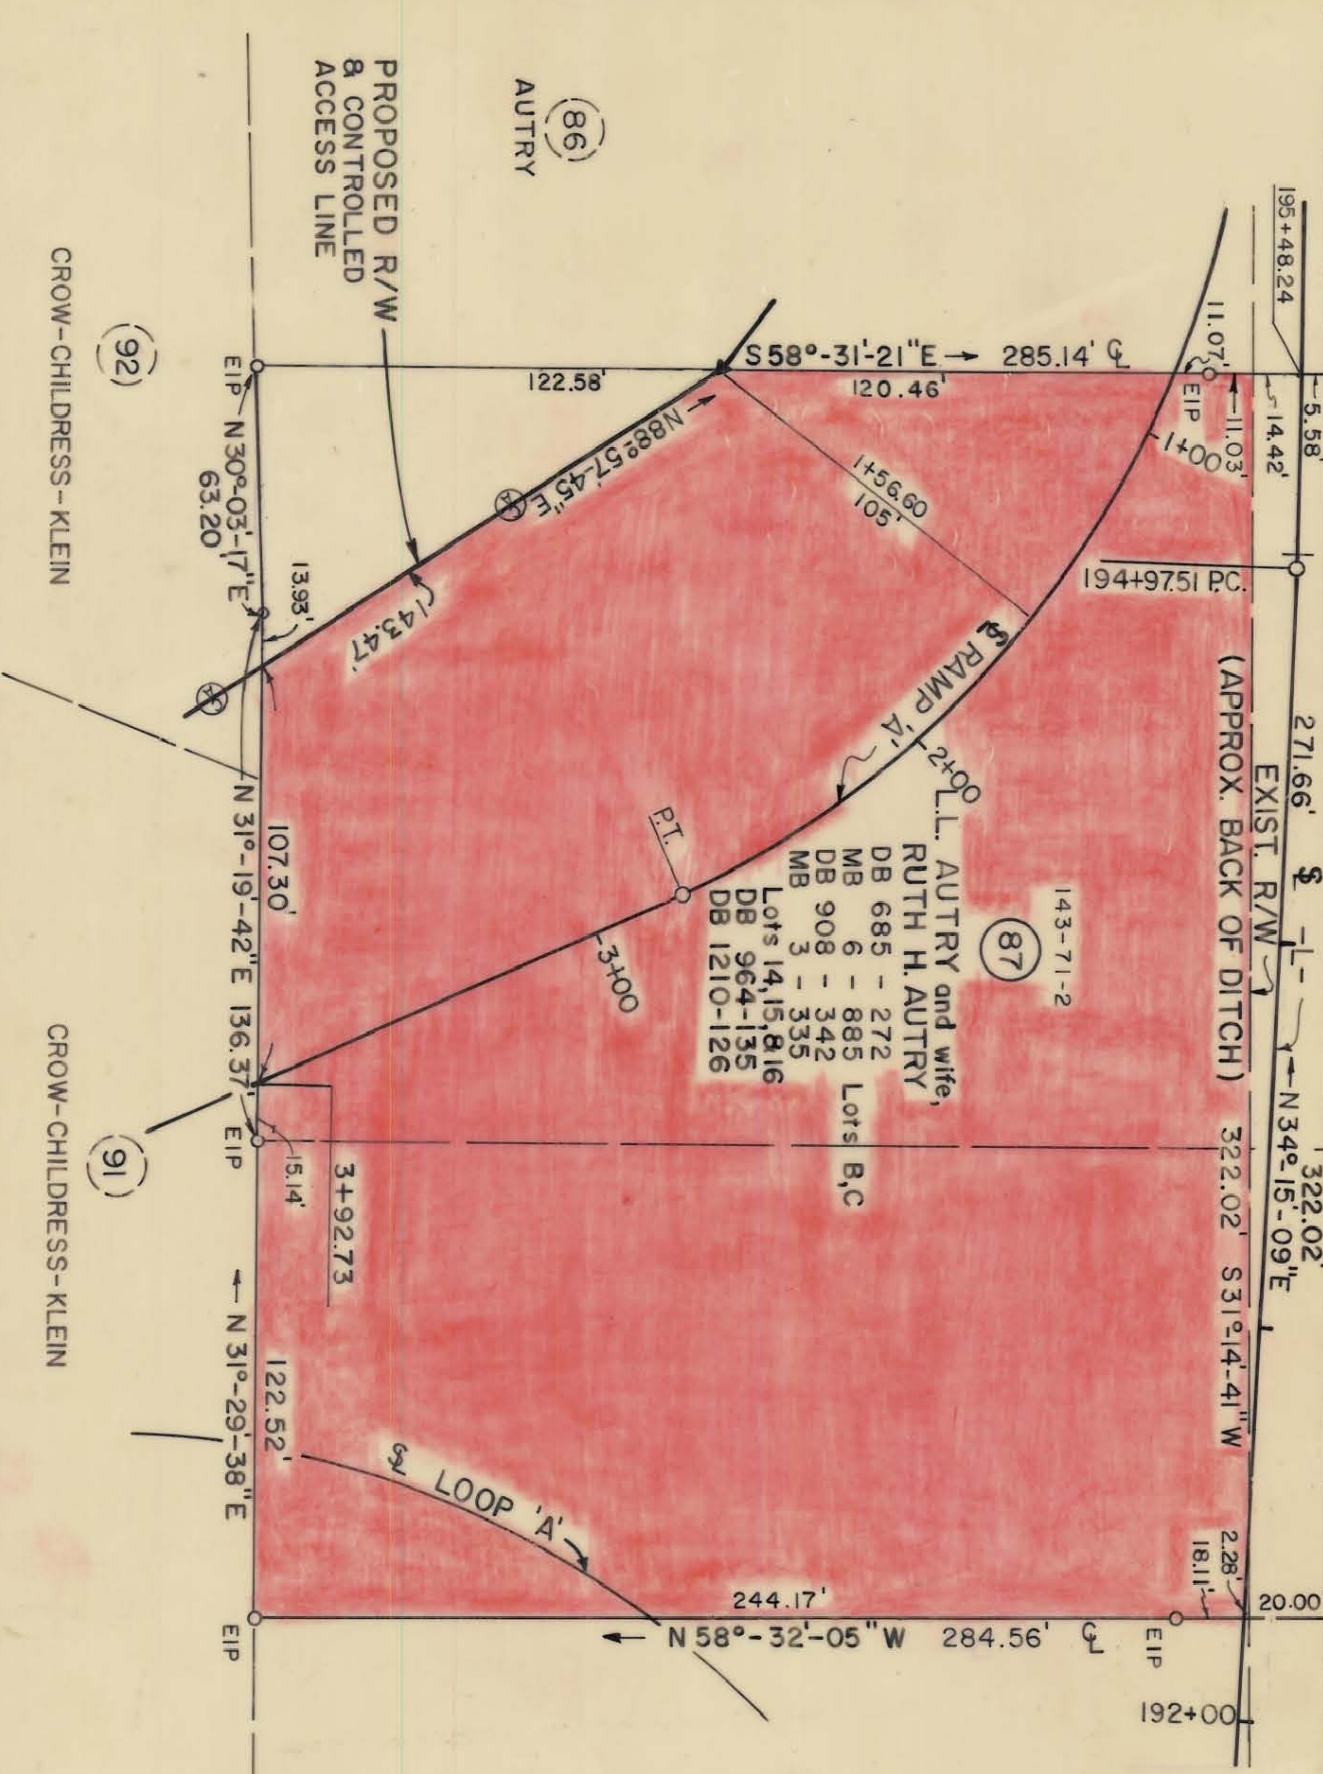 195+48.24
5.58'
271.66'
-L-
N34°-15'-09"E
322.02'
11.07'
11.03'
14.42'
EIP
1+00
194+97.51 P.C.
EXIST. R/W
(APPROX. BACK OF DITCH) 322.02' S31°-14'-41"W
2.28'
18.11'
20.00
192+00
S58°-31'-21"E → 285.14' ℄
122.58'
120.46'
(86)
AUTRY
PROPOSED R/W
& CONTROLLED
ACCESS LINE
N88°57'-45"E
143.47'
1+56.60
105'
℄ RAMP 'A'
2+00
P.T.
3+00
143-71-2
87
L.L. AUTRY and wife,
RUTH H. AUTRY
DB 685 - 272
MB 6 - 885 Lots B,C
DB 908 - 342
MB 3 - 335
Lots 14,15,&16
DB 964-135
DB 1210-126
EIP
N30°-03'-17"E
63.20'
13.93'
107.30'
N 31°-19'-42"E 136.37'
EIP
15.14'
3+92.73
122.52'
← N 31°-29'-38"E
℄ LOOP 'A'
244.17'
← N58°-32'-05"W 284.56' ℄
EIP
EIP
(92)
CROW-CHILDRESS-KLEIN
(91)
CROW-CHILDRESS-KLEIN